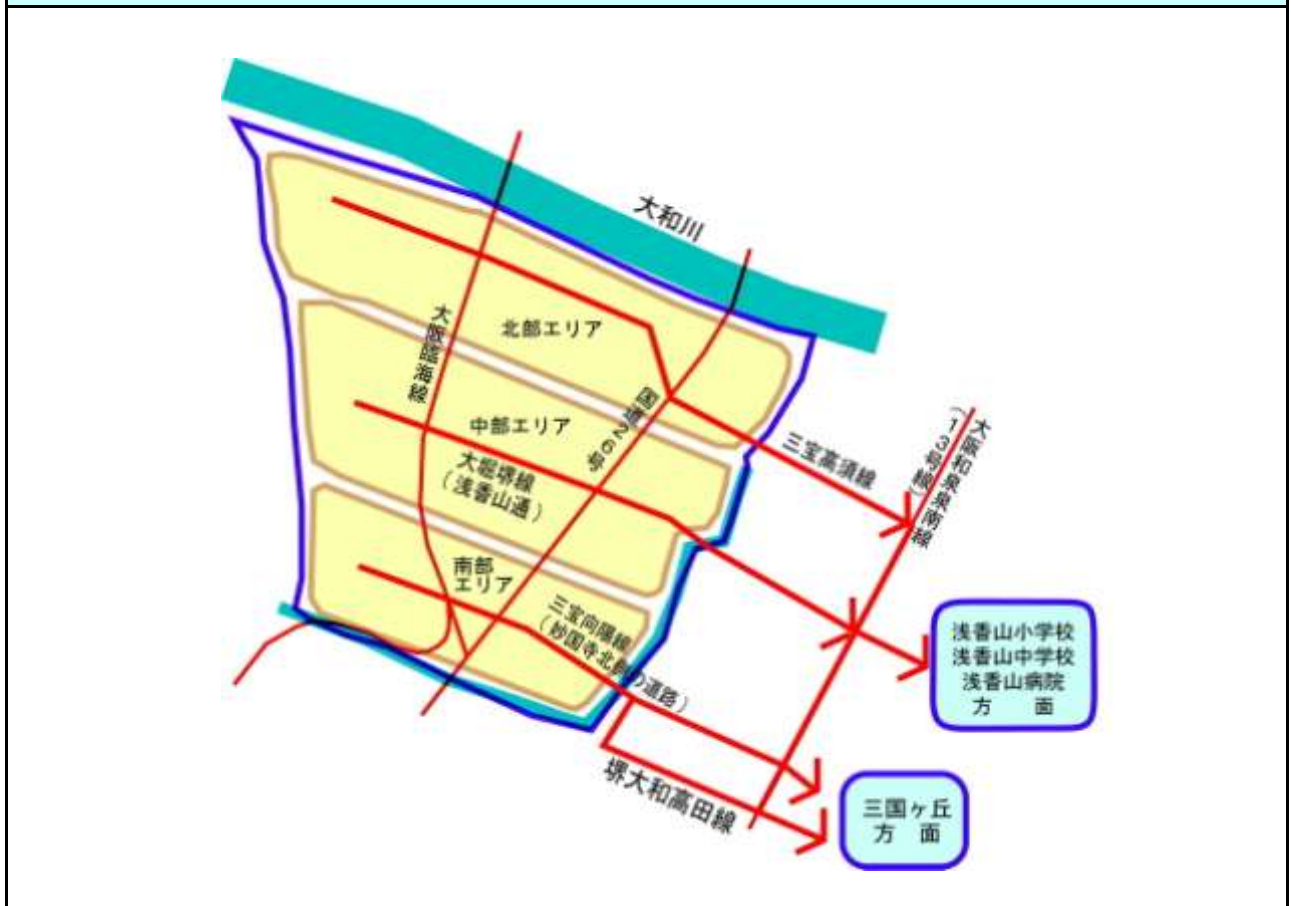 大和川
大阪臨海線
北部エリア
国道26号
中部エリア
大堀堺線
（浅香山通）
三宝高須線
大阪和泉泉南線
（13号線）
南部
エリア
三宝向陽線
（妙国寺北側の道路）
浅香山小学校
浅香山中学校
浅香山病院
方　面
堺大和高田線
三国ヶ丘
方　面